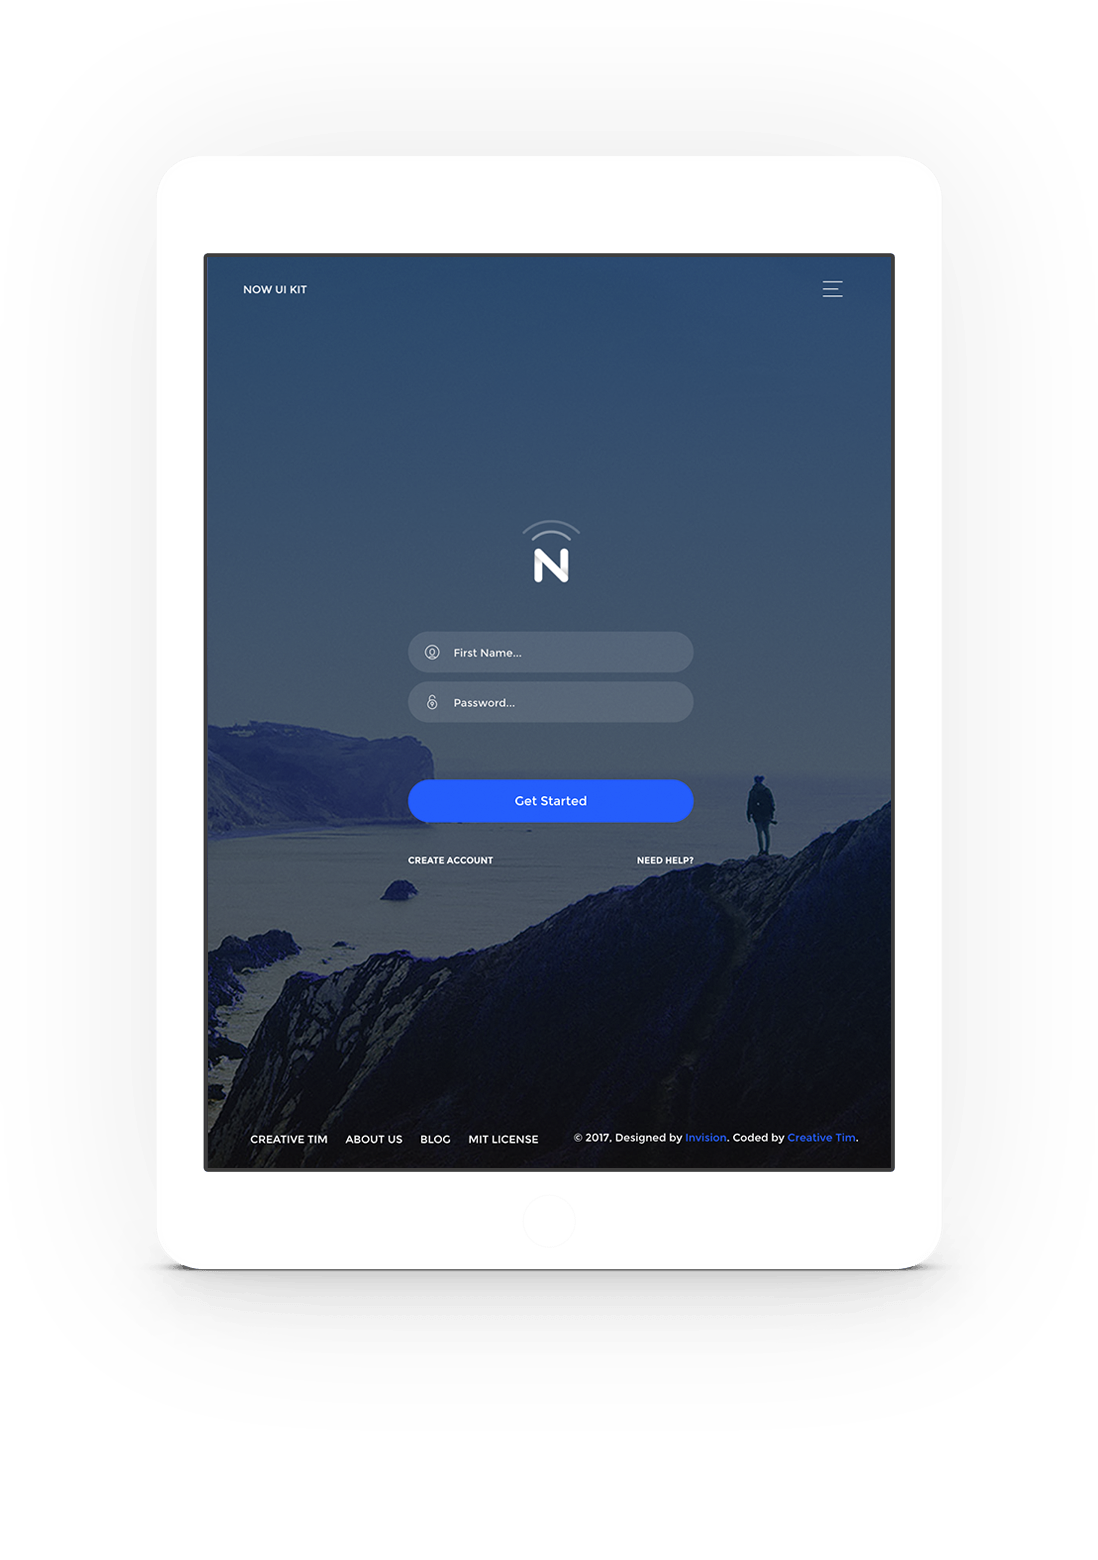 NOW UI KIT
N
First Name...
Password...
Get Started
CREATE ACCOUNT NEED HELP?
CREATIVE TIM ABOUT US BLOG MIT LICENSE © 2017, Designed by Invision. Coded by Creative Tim.